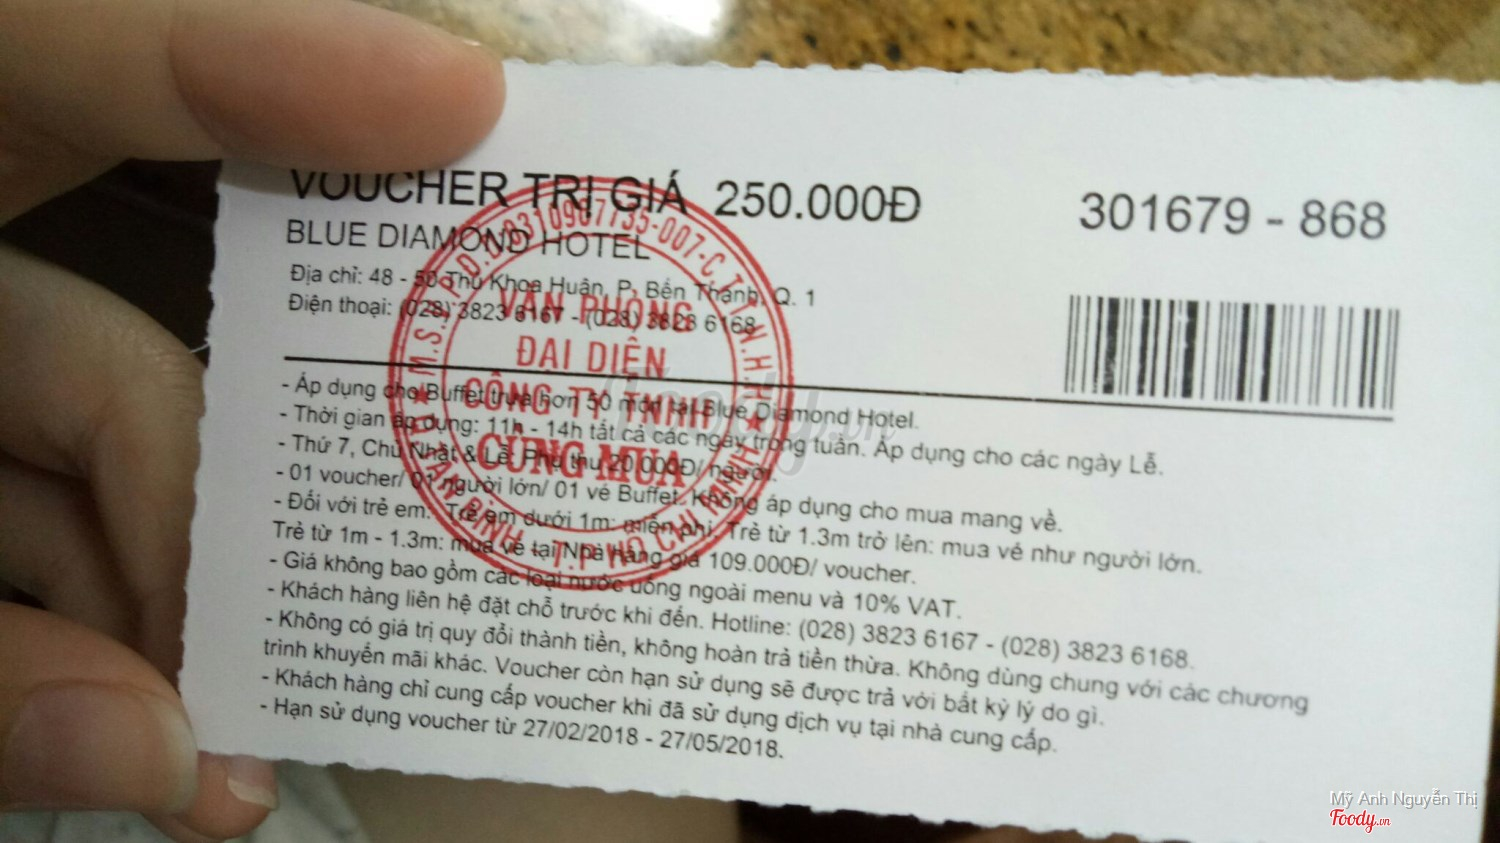 VOUCHER TRỊ GIÁ 250.000Đ
301679 - 868
BLUE DIAMOND HOTEL
Địa chỉ: 48 - 50 Thủ Khoa Huân, P. Bến Thành, Q. 1
Điện thoại: (028) 3823 6167 - (028) 3823 6168
- Áp dụng cho Buffet trưa hơn 50 món tại Blue Diamond Hotel.
- Thời gian áp dụng: 11h - 14h tất cả các ngày trong tuần. Áp dụng cho các ngày Lễ.
- Thứ 7, Chủ Nhật & Lễ: Phụ thu 20.000Đ/ người.
- 01 voucher/ 01 người lớn/ 01 vé Buffet. Không áp dụng cho mua mang về.
- Đối với trẻ em: Trẻ em dưới 1m: miễn phí. Trẻ từ 1.3m trở lên: mua vé như người lớn.
Trẻ từ 1m - 1.3m: mua vé tại Nhà hàng giá 109.000Đ/ voucher.
- Giá không bao gồm các loại nước uống ngoài menu và 10% VAT.
- Khách hàng liên hệ đặt chỗ trước khi đến. Hotline: (028) 3823 6167 - (028) 3823 6168.
- Không có giá trị quy đổi thành tiền, không hoàn trả tiền thừa. Không dùng chung với các chương
trình khuyến mãi khác. Voucher còn hạn sử dụng sẽ được trả với bất kỳ lý do gì.
- Khách hàng chỉ cung cấp voucher khi đã sử dụng dịch vụ tại nhà cung cấp.
- Hạn sử dụng voucher từ 27/02/2018 - 27/05/2018.
VĂN PHÒNG
ĐẠI DIỆN
CÔNG TY TNHH
CÙNG MUA
TÂN BÌNH - T.P HỒ CHÍ MINH
Foody.vn
Mỹ Anh Nguyễn Thị
Foody.vn